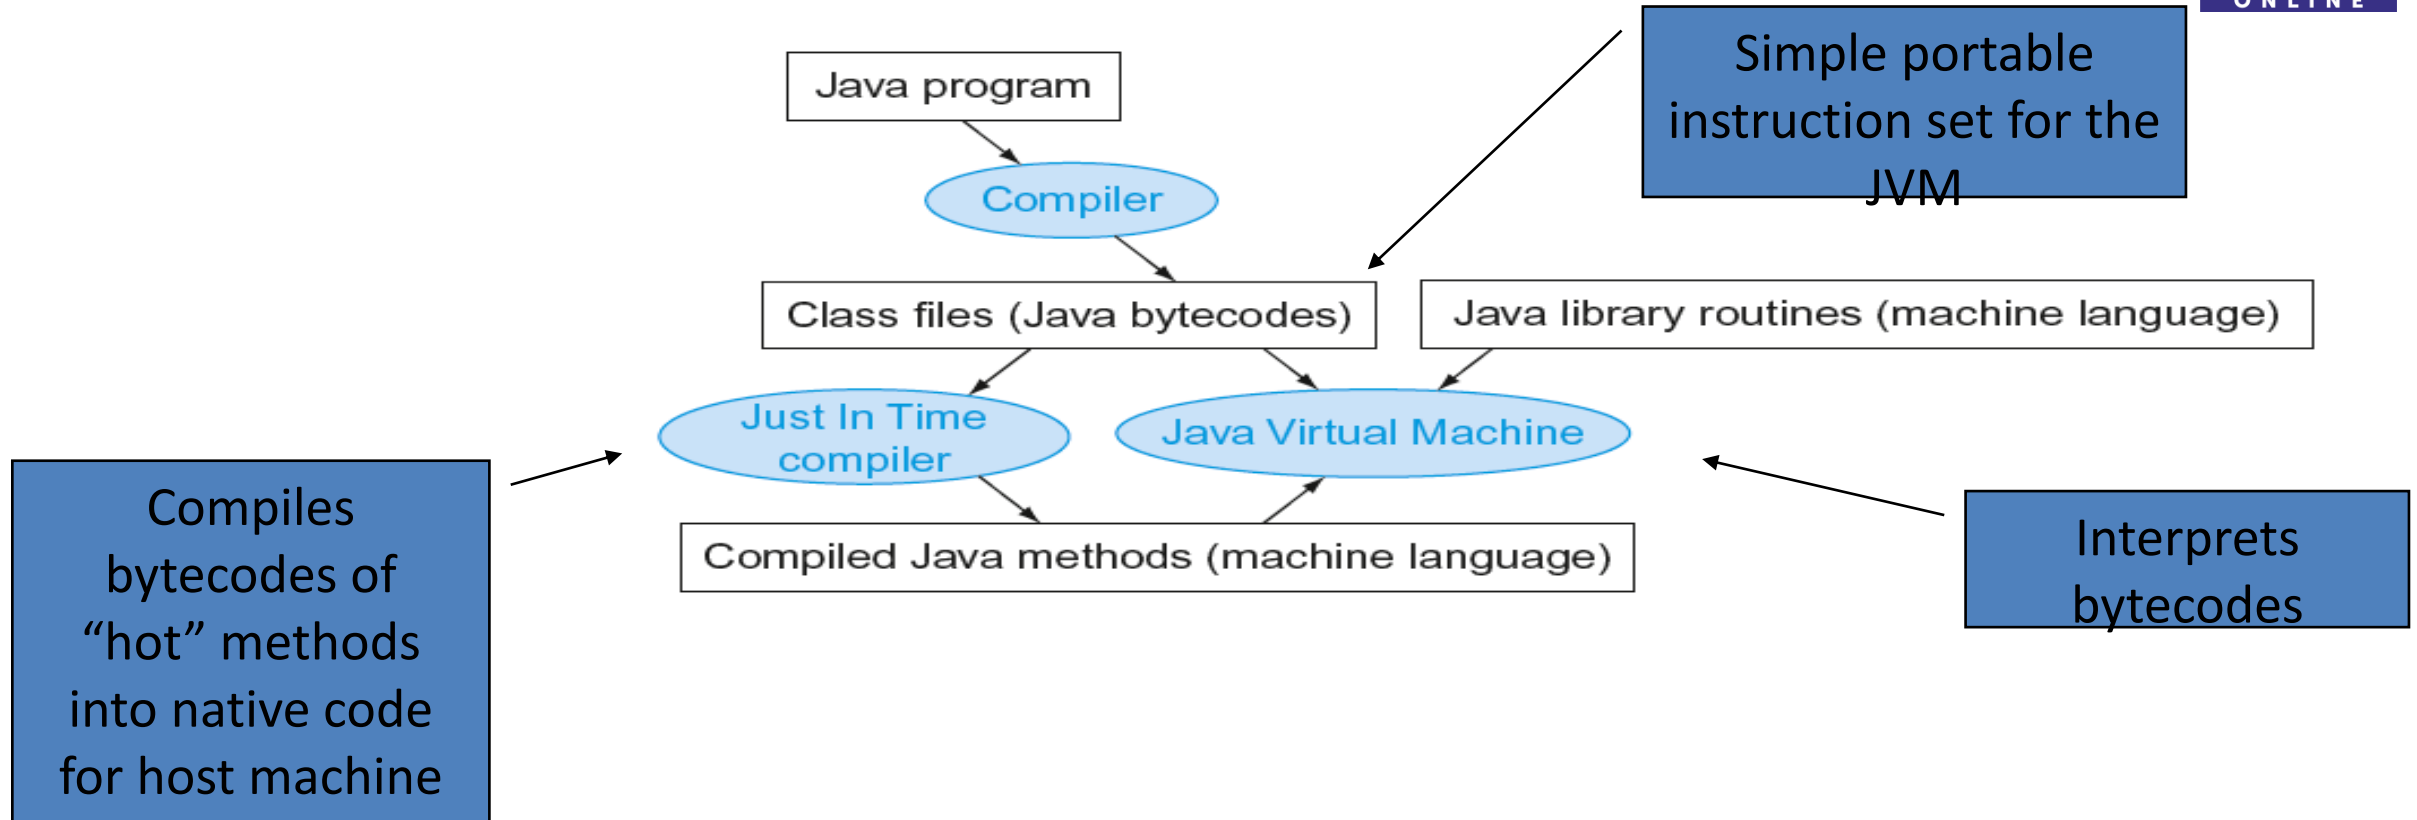 ONLINE
Simple portable
instruction set for the
JVM
Java program
Compiler
Class files (Java bytecodes)
Java library routines (machine language)
Just In Time
compiler
Java Virtual Machine
Compiles
bytecodes of
“hot” methods
into native code
for host machine
Interprets
bytecodes
Compiled Java methods (machine language)